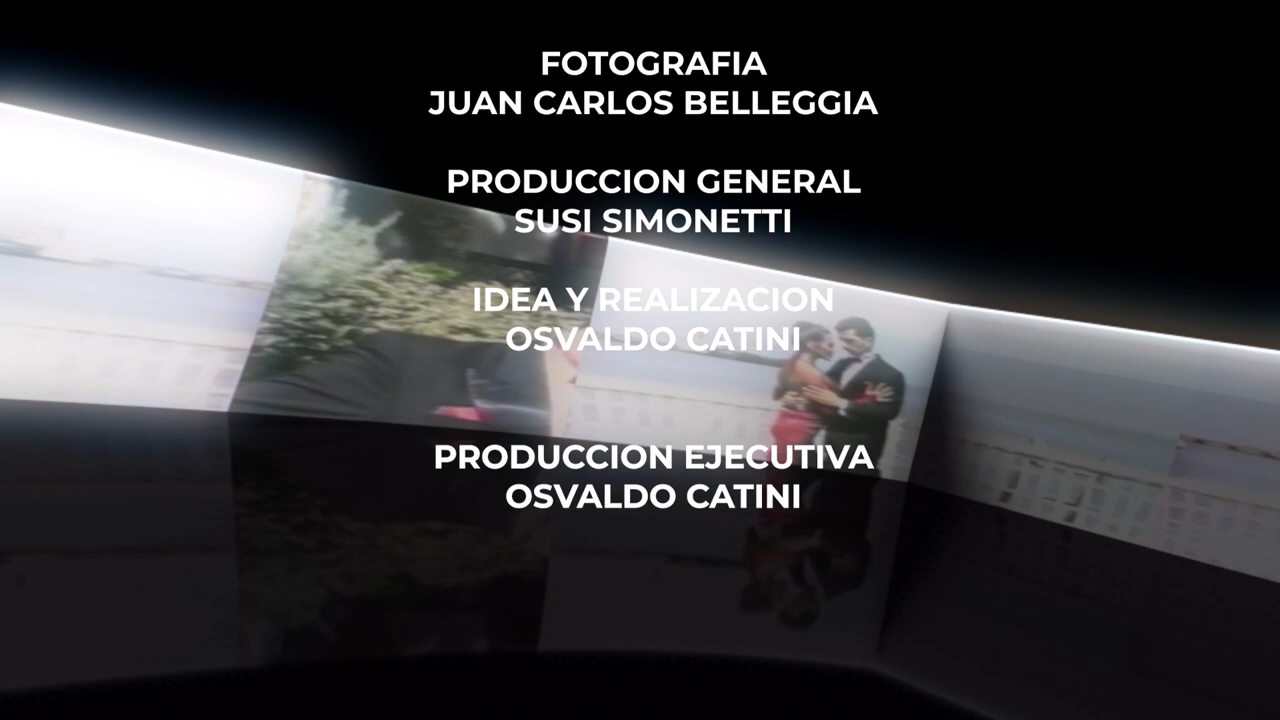 FOTOGRAFIA
JUAN CARLOS BELLEGGIA
PRODUCCION GENERAL
SUSI SIMONETTI
IDEA Y REALIZACION
OSVALDO CATINI
PRODUCCION EJECUTIVA
OSVALDO CATINI